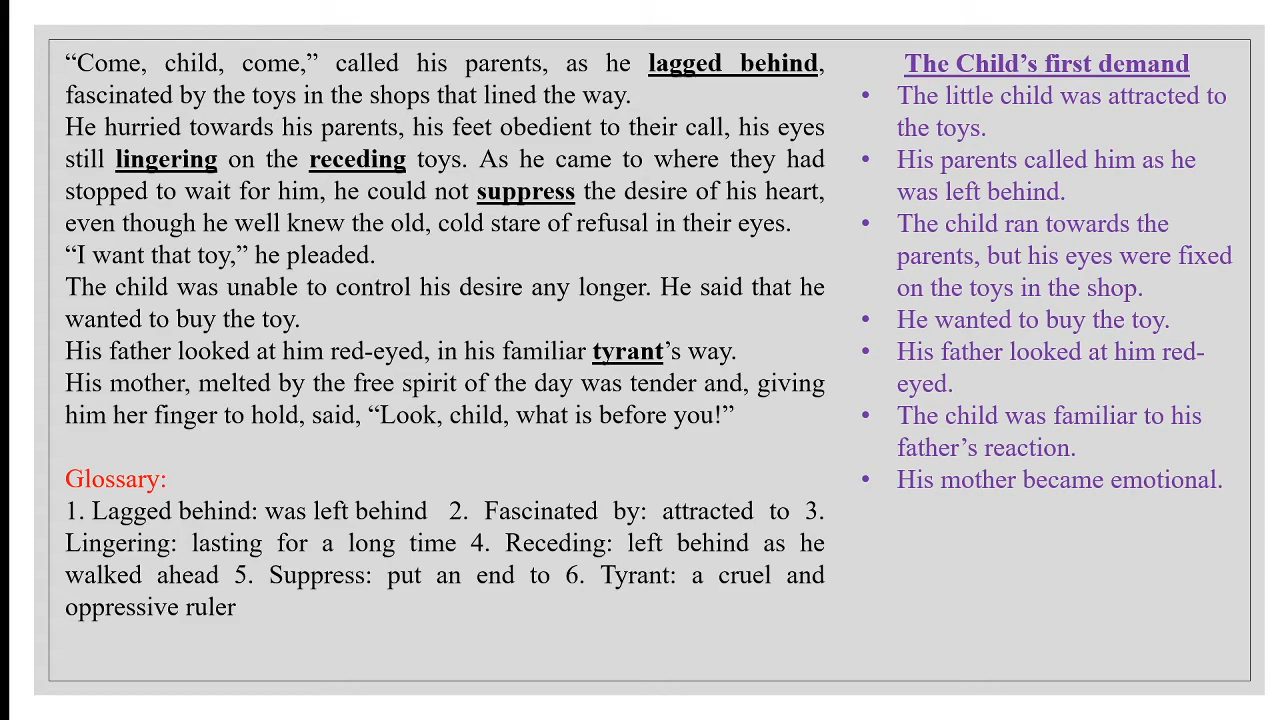 “Come, child, come,” called his parents, as he lagged behind,
fascinated by the toys in the shops that lined the way.
He hurried towards his parents, his feet obedient to their call, his eyes
still lingering on the receding toys. As he came to where they had
stopped to wait for him, he could not suppress the desire of his heart,
even though he well knew the old, cold stare of refusal in their eyes.
“I want that toy,” he pleaded.
The child was unable to control his desire any longer. He said that he
wanted to buy the toy.
His father looked at him red-eyed, in his familiar tyrant’s way.
His mother, melted by the free spirit of the day was tender and, giving
him her finger to hold, said, “Look, child, what is before you!”
Glossary:
1. Lagged behind: was left behind 2. Fascinated by: attracted to 3.
Lingering: lasting for a long time 4. Receding: left behind as he
walked ahead 5. Suppress: put an end to 6. Tyrant: a cruel and
oppressive ruler
The Child’s first demand
• The little child was attracted to
the toys.
• His parents called him as he
was left behind.
• The child ran towards the
parents, but his eyes were fixed
on the toys in the shop.
• He wanted to buy the toy.
• His father looked at him red-
eyed.
• The child was familiar to his
father’s reaction.
• His mother became emotional.